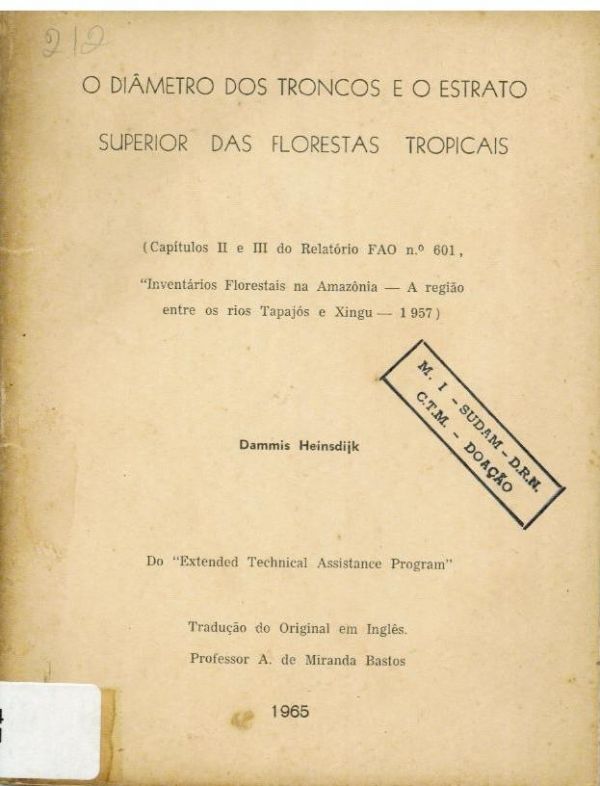 212
O DIÂMETRO DOS TRONCOS E O ESTRATO
SUPERIOR DAS FLORESTAS TROPICAIS
(Capítulos II e III do Relatório FAO n.º 601,
"Inventários Florestais na Amazônia — A região
entre os rios Tapajós e Xingu — 1957)
M. I - SUDAM - D.R.N.
C.T.M. - DOAÇÃO
Dammis Heinsdijk
Do "Extended Technical Assistance Program"
Tradução do Original em Inglês.
Professor A. de Miranda Bastos
1965